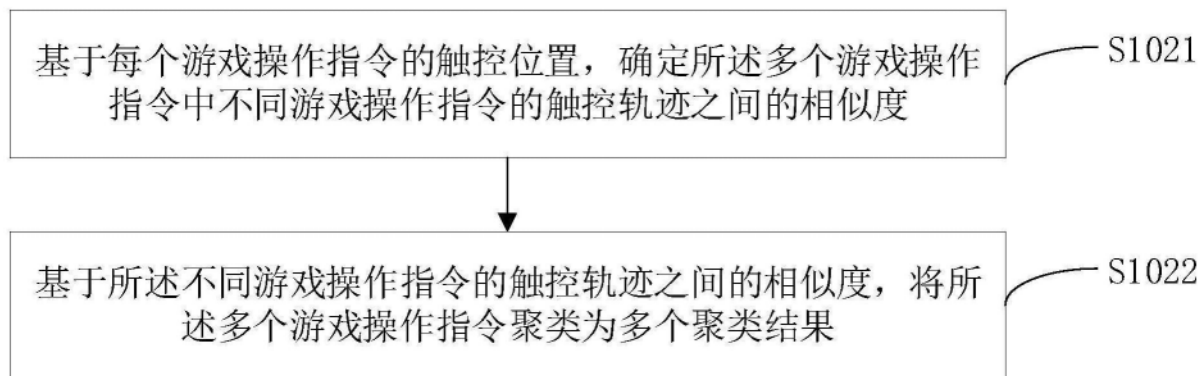 基于每个游戏操作指令的触控位置，确定所述多个游戏操作
指令中不同游戏操作指令的触控轨迹之间的相似度
S1021
基于所述不同游戏操作指令的触控轨迹之间的相似度，将所
述多个游戏操作指令聚类为多个聚类结果
S1022